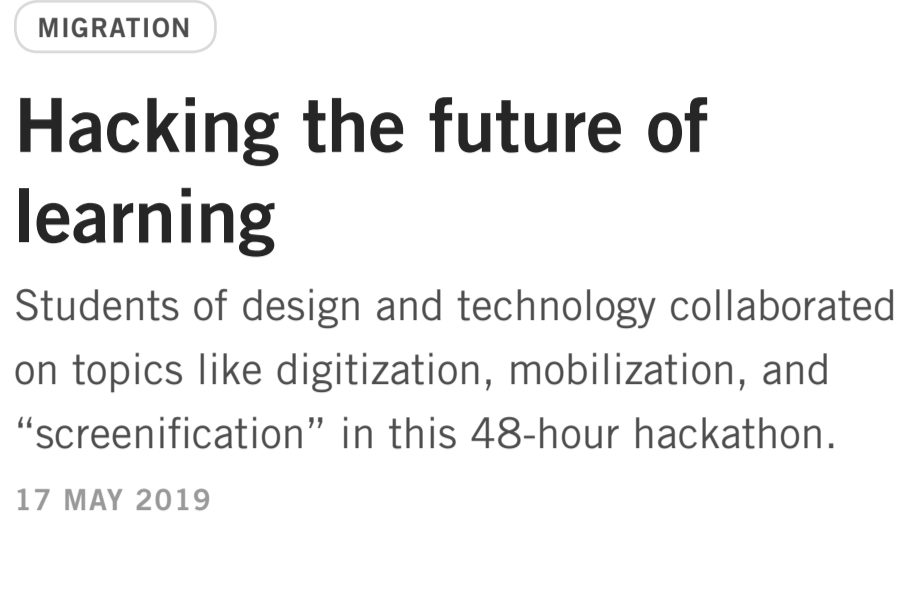 MIGRATION
Hacking the future of
learning
Students of design and technology collaborated
on topics like digitization, mobilization, and
“screenification” in this 48-hour hackathon.
17 MAY 2019